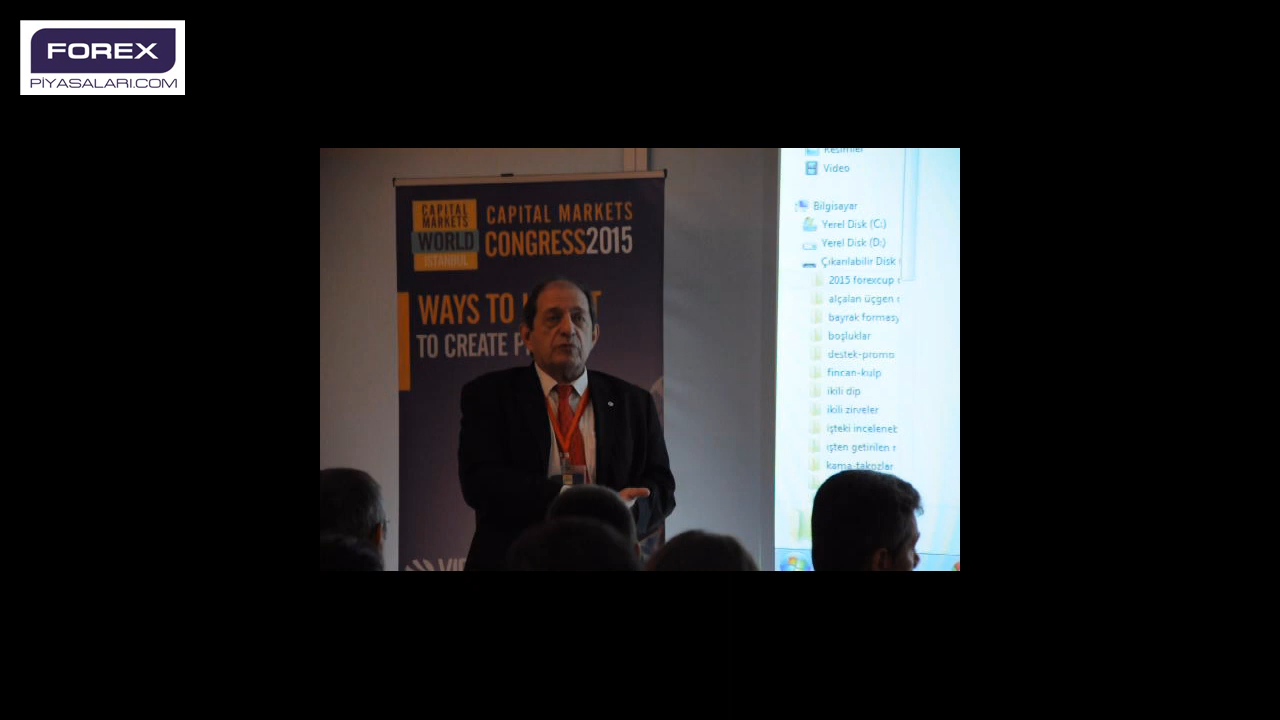 FOREX
PİYASALARI.COM
CAPITAL
MARKETS
WORLD
ISTANBUL
CAPITAL MARKETS
CONGRESS2015
WAYS TO
TO CREATE
Resimler
Video
Bilgisayar
Yerel Disk (C:)
Yerel Disk (D:)
Çıkarılabilir Disk
2015 forexcup
alçalan üçgen
bayrak formasy
boşluklar
destek-promo
fincan-kulp
ikili dip
ikili zirveler
işteki
işten getirilen
kama-takozlar